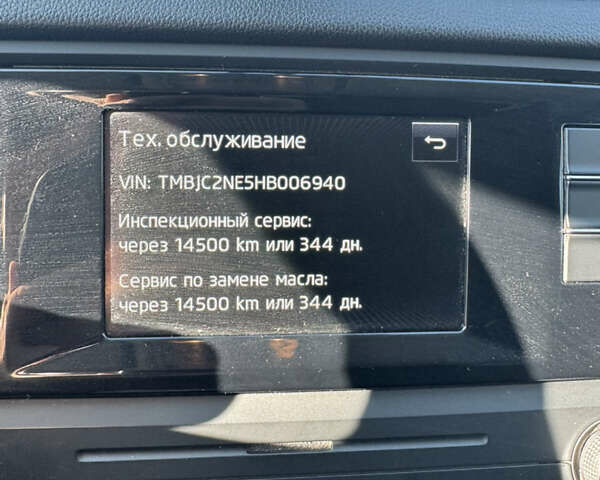 Тех. обслуживание
VIN: TMBJC2NE5HB006940
Инспекционный сервис:
через 14500 km или 344 дн.
Сервис по замене масла:
через 14500 km или 344 дн.